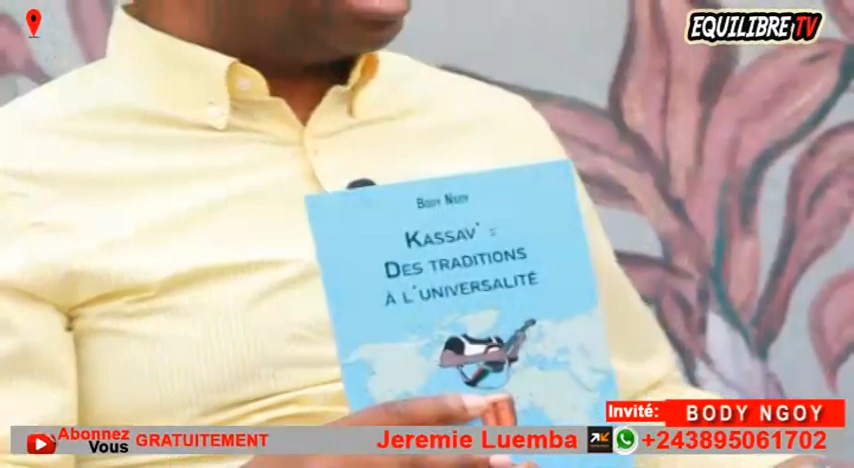 EQUILIBRE TV
BODY NGOY
KASSAV' :
DES TRADITIONS
À L'UNIVERSALITÉ
Invité:
BODY NGOY
Abonnez
Vous
GRATUITEMENT
Jeremie Luemba
+243895061702